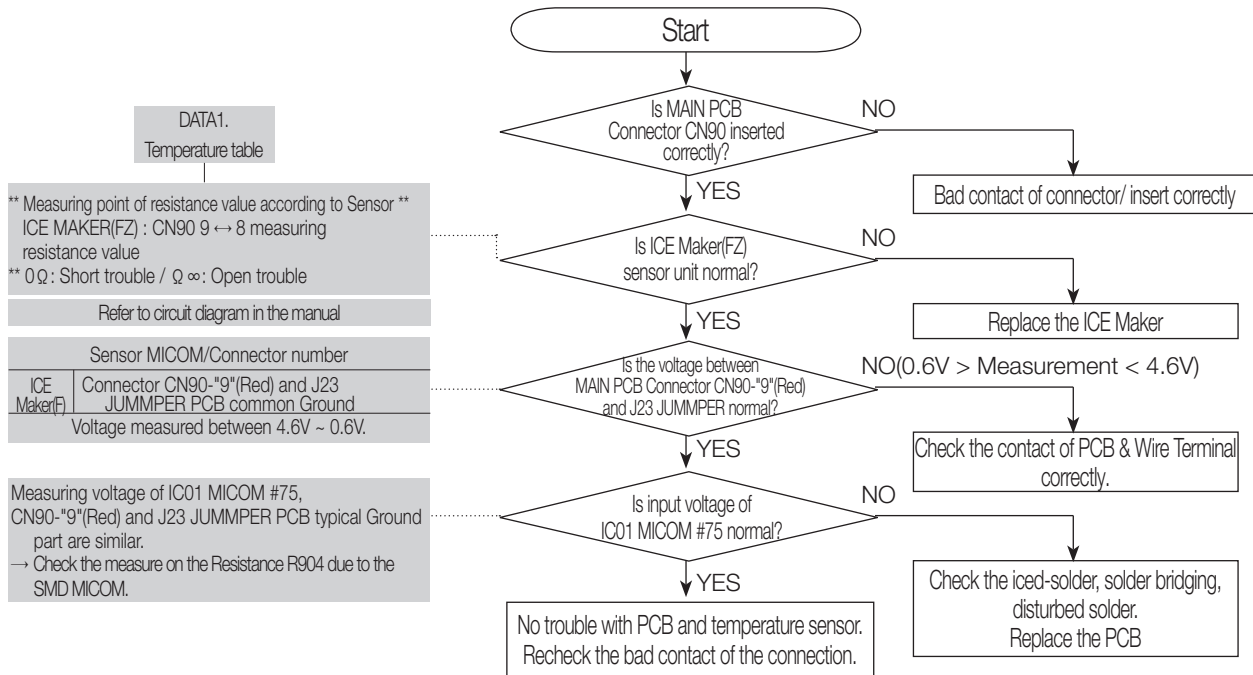 Start
Is MAIN PCB
Connector CN90 inserted
correctly?
NO
Bad contact of connector/ insert correctly
YES
DATA1.
Temperature table
** Measuring point of resistance value according to Sensor **
ICE MAKER(FZ) : CN90 9 ↔ 8 measuring
resistance value
** 0Ω : Short trouble / Ω ∞ : Open trouble
Refer to circuit diagram in the manual
Is ICE Maker(FZ)
sensor unit normal?
NO
Replace the ICE Maker
YES
Sensor MICOM/Connector number
ICE
Maker(F)
Connector CN90-"9"(Red) and J23
JUMMPER PCB common Ground
Voltage measured between 4.6V ~ 0.6V.
Is the voltage between
MAIN PCB Connector CN90-"9"(Red)
and J23 JUMMPER normal?
NO(0.6V > Measurement < 4.6V)
Check the contact of PCB & Wire Terminal
correctly.
YES
Measuring voltage of IC01 MICOM #75,
CN90-"9"(Red) and J23 JUMMPER PCB typical Ground
part are similar.
→ Check the measure on the Resistance R904 due to the
SMD MICOM.
Is input voltage of
IC01 MICOM #75 normal?
NO
Check the iced-solder, solder bridging,
disturbed solder.
Replace the PCB
YES
No trouble with PCB and temperature sensor.
Recheck the bad contact of the connection.